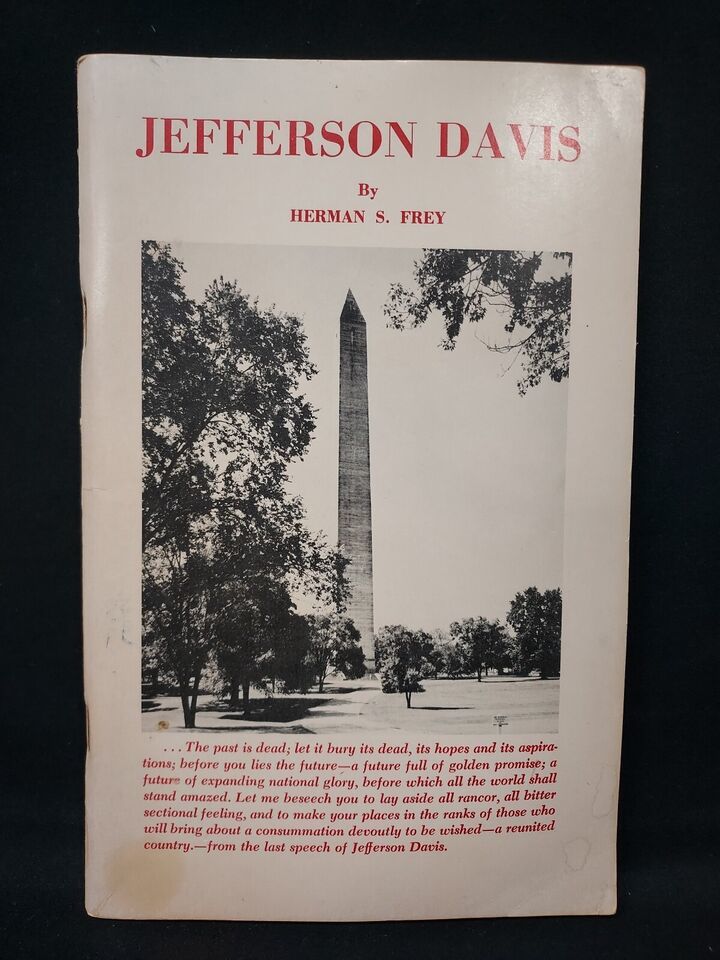 JEFFERSON DAVIS
By
HERMAN S. FREY
. . . The past is dead; let it bury its dead, its hopes and its aspira-
tions; before you lies the future—a future full of golden promise; a
future of expanding national glory, before which all the world shall
stand amazed. Let me beseech you to lay aside all rancor, all bitter
sectional feeling, and to make your places in the ranks of those who
will bring about a consummation devoutly to be wished—a reunited
country.—from the last speech of Jefferson Davis.